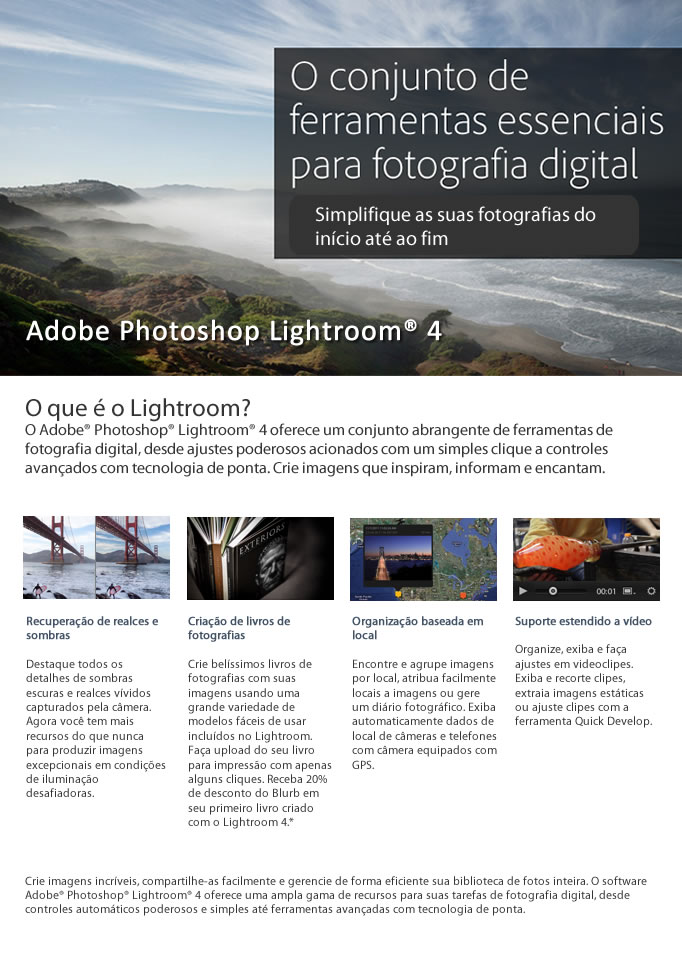 O conjunto de
ferramentas essenciais
para fotografia digital
Simplifique as suas fotografias do
início até ao fim
Adobe Photoshop Lightroom® 4
O que é o Lightroom?
O Adobe® Photoshop® Lightroom® 4 oferece um conjunto abrangente de ferramentas de
fotografia digital, desde ajustes poderosos acionados com um simples clique a controles
avançados com tecnologia de ponta. Crie imagens que inspiram, informam e encantam.
EXTERIORS
00:01
Recuperação de realces e
sombras
Destaque todos os
detalhes de sombras
escuras e realces vívidos
capturados pela câmera.
Agora você tem mais
recursos do que nunca
para produzir imagens
excepcionais em condições
de iluminação
desafiadoras.
Criação de livros de
fotografias
Crie belíssimos livros de
fotografias com suas
imagens usando uma
grande variedade de
modelos fáceis de usar
incluídos no Lightroom.
Faça upload do seu livro
para impressão com apenas
alguns cliques. Receba 20%
de desconto do Blurb em
seu primeiro livro criado
com o Lightroom 4.*
Organização baseada em
local
Encontre e agrupe imagens
por local, atribua facilmente
locais a imagens ou gere
um diário fotográfico. Exiba
automaticamente dados de
local de câmeras e telefones
com câmera equipados com
GPS.
Suporte estendido a vídeo
Organize, exiba e faça
ajustes em videoclipes.
Exiba e recorte clipes,
extraia imagens estáticas
ou ajuste clipes com a
ferramenta Quick Develop.
Crie imagens incríveis, compartilhe-as facilmente e gerencie de forma eficiente sua biblioteca de fotos inteira. O software
Adobe® Photoshop® Lightroom® 4 oferece uma ampla gama de recursos para suas tarefas de fotografia digital, desde
controles automáticos poderosos e simples até ferramentas avançadas com tecnologia de ponta.